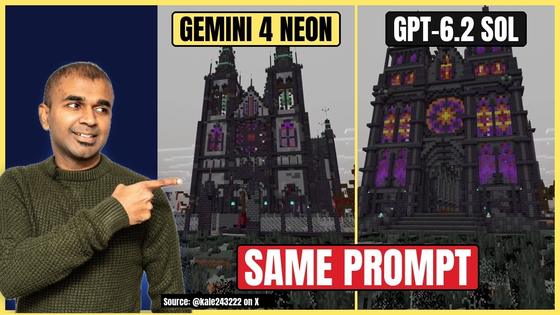 GEMINI 4 NEON
GPT-6.2 SOL
SAME PROMPT
Source: @kale243222 on X